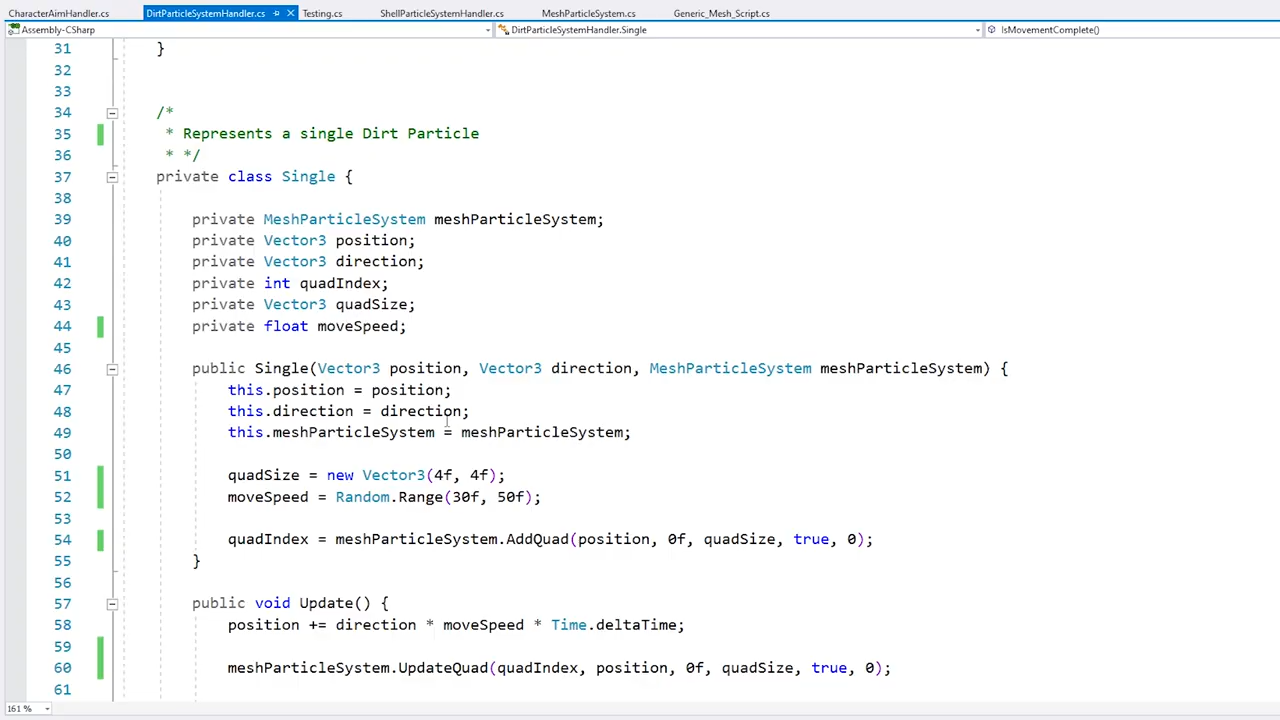 CharacterAimHandler.cs DirtParticleSystemHandler.cs Testing.cs ShellParticleSystemHandler.cs MeshParticleSystem.cs Generic_Mesh_Script.cs
Assembly-CSharp DirtParticleSystemHandler.Single IsMovementComplete()
31 }
32
33
34 /*
35 * Represents a single Dirt Particle
36 * */
37 private class Single {
38
39 private MeshParticleSystem meshParticleSystem;
40 private Vector3 position;
41 private Vector3 direction;
42 private int quadIndex;
43 private Vector3 quadSize;
44 private float moveSpeed;
45
46 public Single(Vector3 position, Vector3 direction, MeshParticleSystem meshParticleSystem) {
47 this.position = position;
48 this.direction = direction;
49 this.meshParticleSystem = meshParticleSystem;
50
51 quadSize = new Vector3(4f, 4f);
52 moveSpeed = Random.Range(30f, 50f);
53
54 quadIndex = meshParticleSystem.AddQuad(position, 0f, quadSize, true, 0);
55 }
56
57 public void Update() {
58 position += direction * moveSpeed * Time.deltaTime;
59
60 meshParticleSystem.UpdateQuad(quadIndex, position, 0f, quadSize, true, 0);
61
161 %